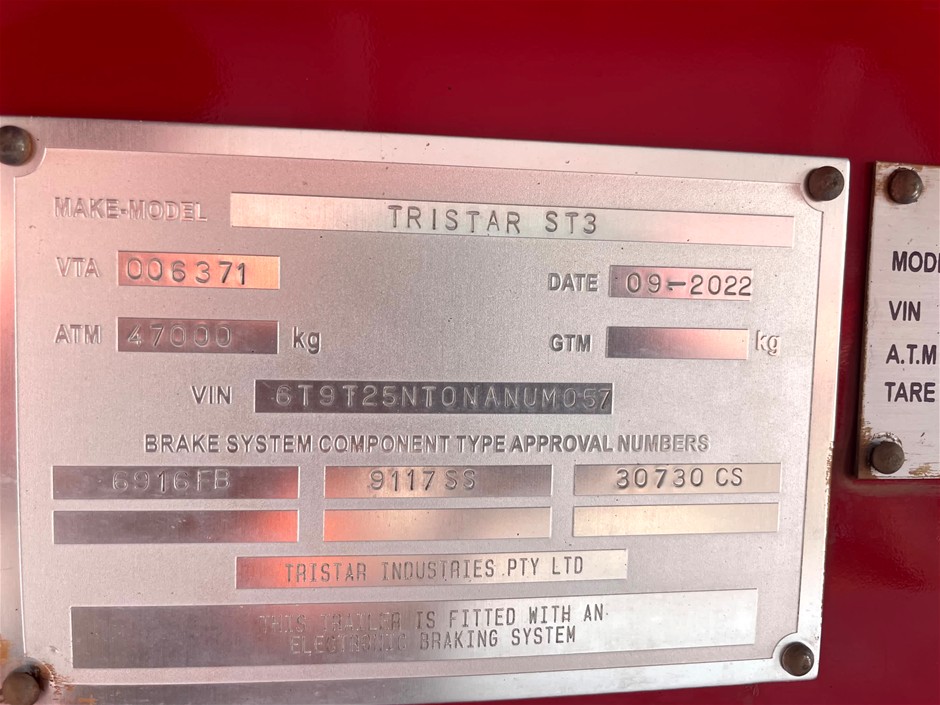 MAKE-MODEL TRISTAR ST3
VTA 006371 DATE 09-2022
ATM 47000 kg GTM kg
VIN 6T9T25NTONANUM057
BRAKE SYSTEM COMPONENT TYPE APPROVAL NUMBERS
6916FB 9117SS 30730 CS
TRISTAR INDUSTRIES PTY LTD
THIS TRAILER IS FITTED WITH AN
ELECTRONIC BRAKING SYSTEM
MODE
VIN
A.T.M
TARE